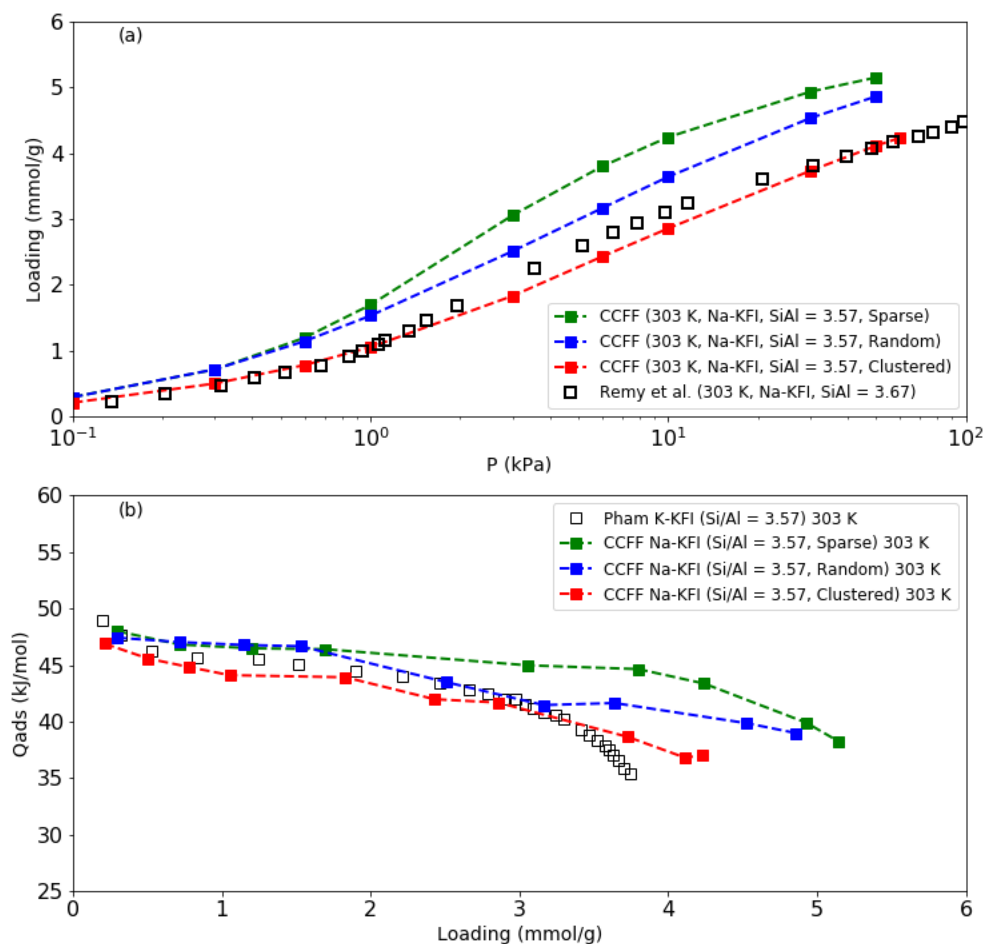 (a)
6
5
4
3
2
1
0
Loading (mmol/g)
CCFF (303 K, Na-KFI, SiAl = 3.57, Sparse)
CCFF (303 K, Na-KFI, SiAl = 3.57, Random)
CCFF (303 K, Na-KFI, SiAl = 3.57, Clustered)
Remy et al. (303 K, Na-KFI, SiAl = 3.67)
10⁻¹ 10⁰ 10¹ 10²
P (kPa)
(b)
60
55
50
45
40
35
30
25
Qads (kJ/mol)
Pham K-KFI (Si/Al = 3.57) 303 K
CCFF Na-KFI (Si/Al = 3.57, Sparse) 303 K
CCFF Na-KFI (Si/Al = 3.57, Random) 303 K
CCFF Na-KFI (Si/Al = 3.57, Clustered) 303 K
0 1 2 3 4 5 6
Loading (mmol/g)